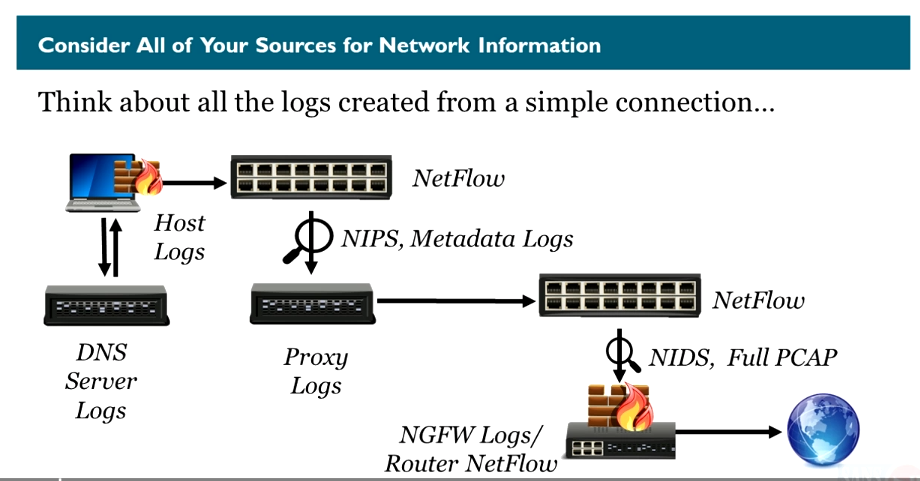 Consider All of Your Sources for Network Information
Think about all the logs created from a simple connection...
NetFlow
Host
Logs
NIPS, Metadata Logs
NetFlow
DNS
Server
Logs
Proxy
Logs
NIDS, Full PCAP
NGFW Logs/
Router NetFlow